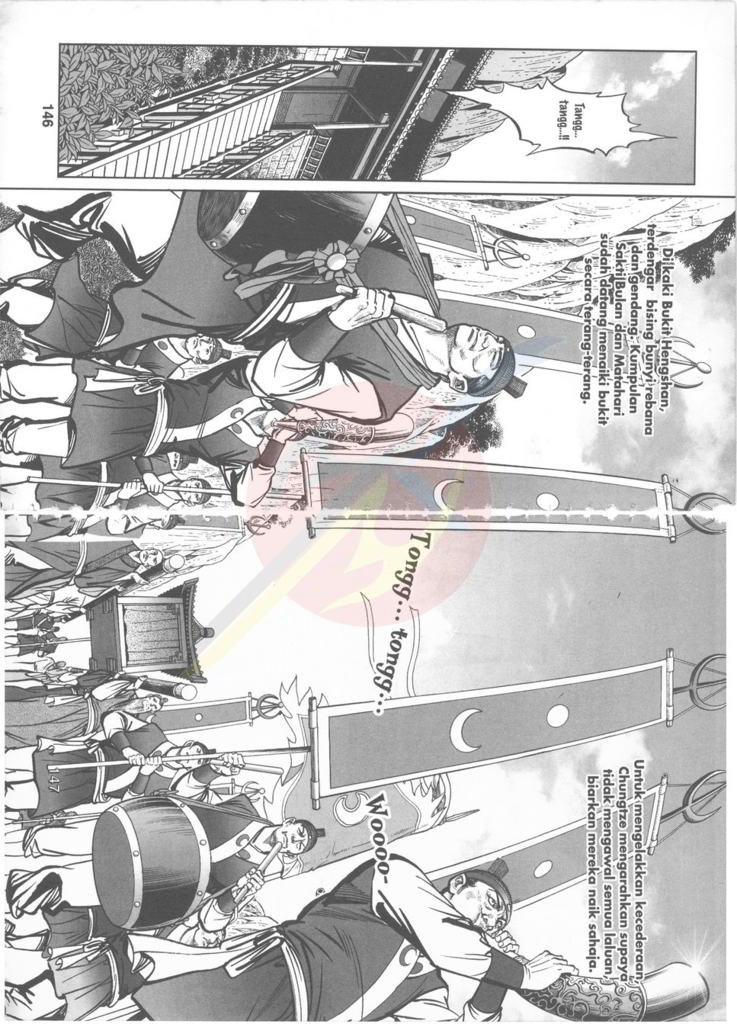 Tangg...
tangg...!!
Di kaki Bukit Hengshan,
terdengar bising bunyi rebana
dan gendang, Kumpulan
Sakti Bulan dan Matahari
sudah datang menaiki bukit
secara terang-terang.
Tongg... tongg...
Untuk mengelakkan kecederaan,
Chungtze mengarahkan supaya
tidak mengawal semua laluan,
biarkan mereka naik sahaja.
Woooo-
146
147